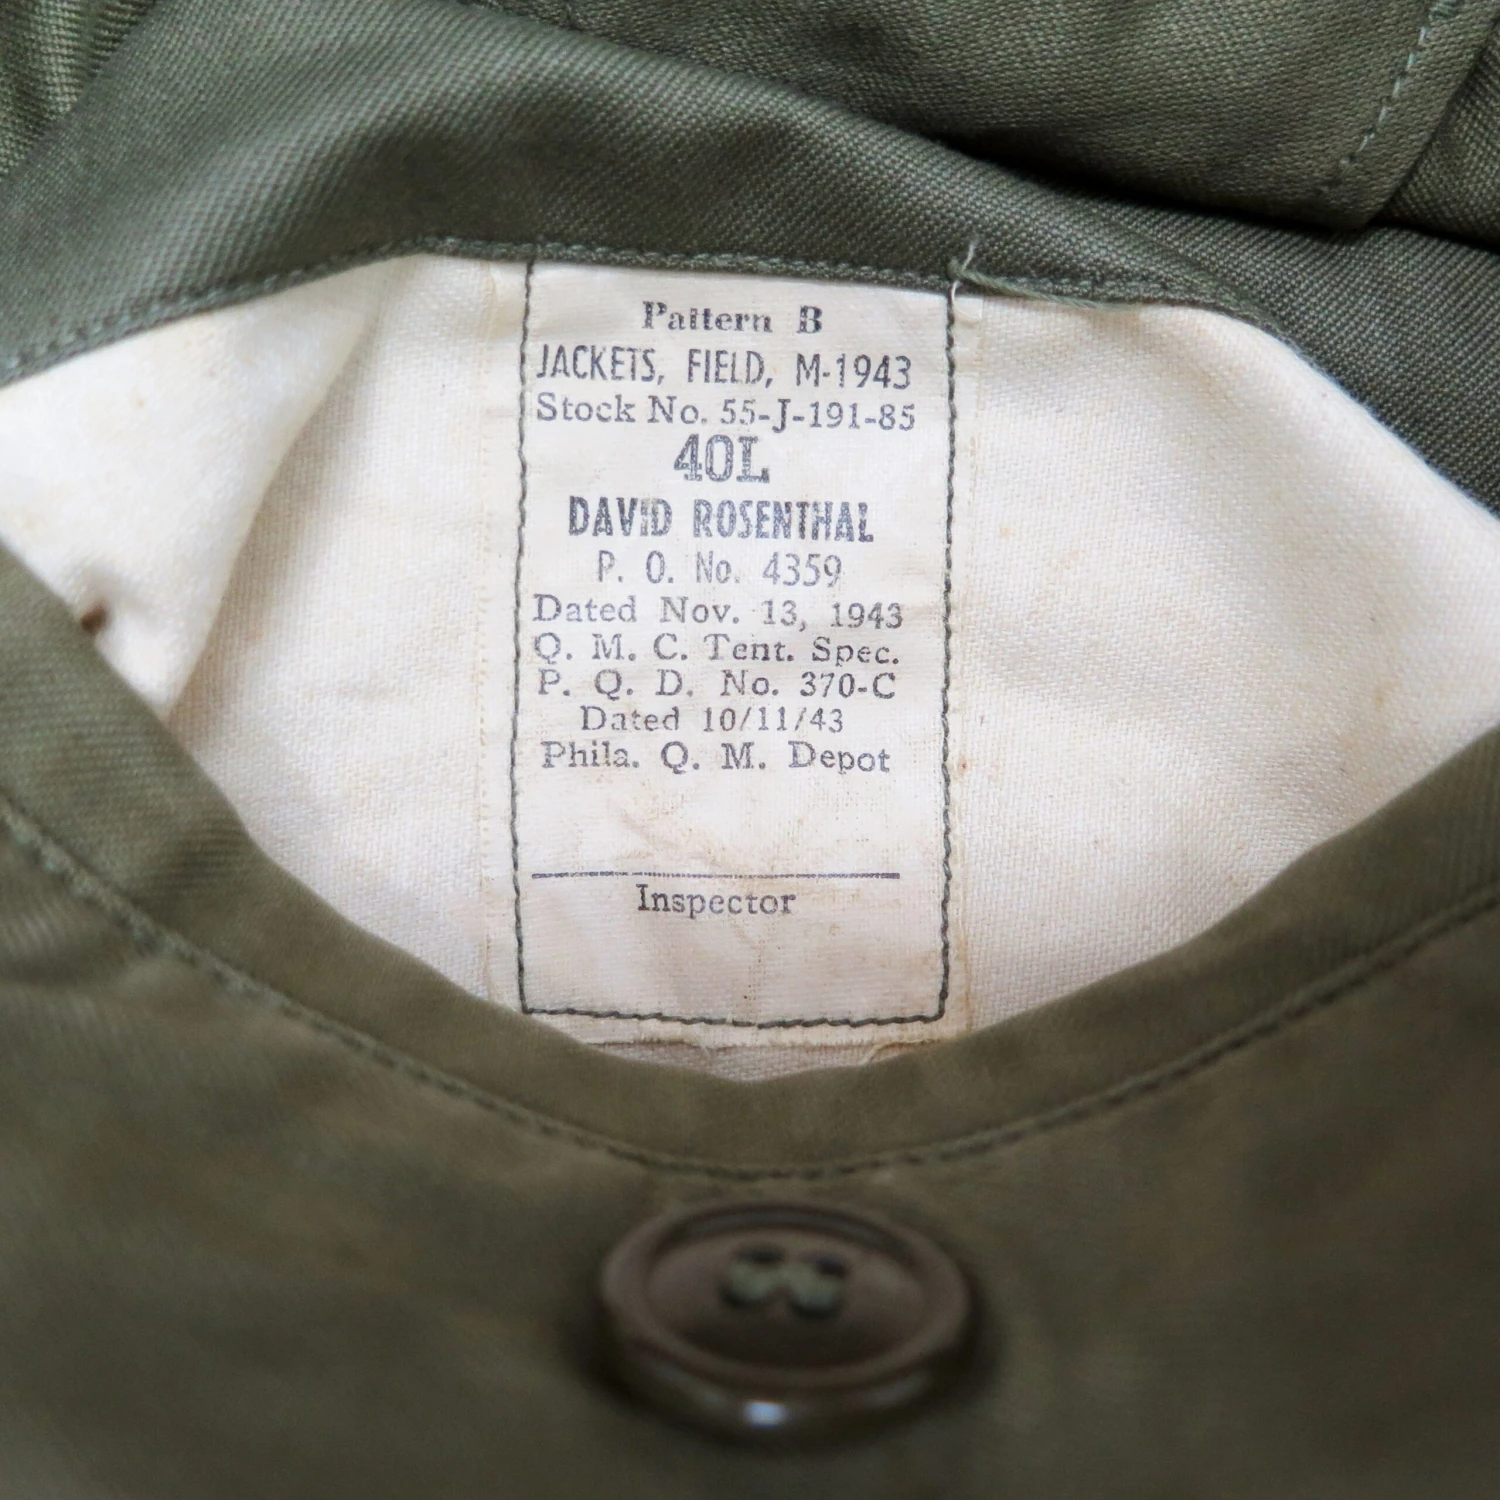 Pattern B
JACKETS, FIELD, M-1943
Stock No. 55-J-191-85
40L
DAVID ROSENTHAL
P. O. No. 4359
Dated Nov. 13, 1943
Q. M. C. Tent. Spec.
P. Q. D. No. 370-C
Dated 10/11/43
Phila. Q. M. Depot
Inspector